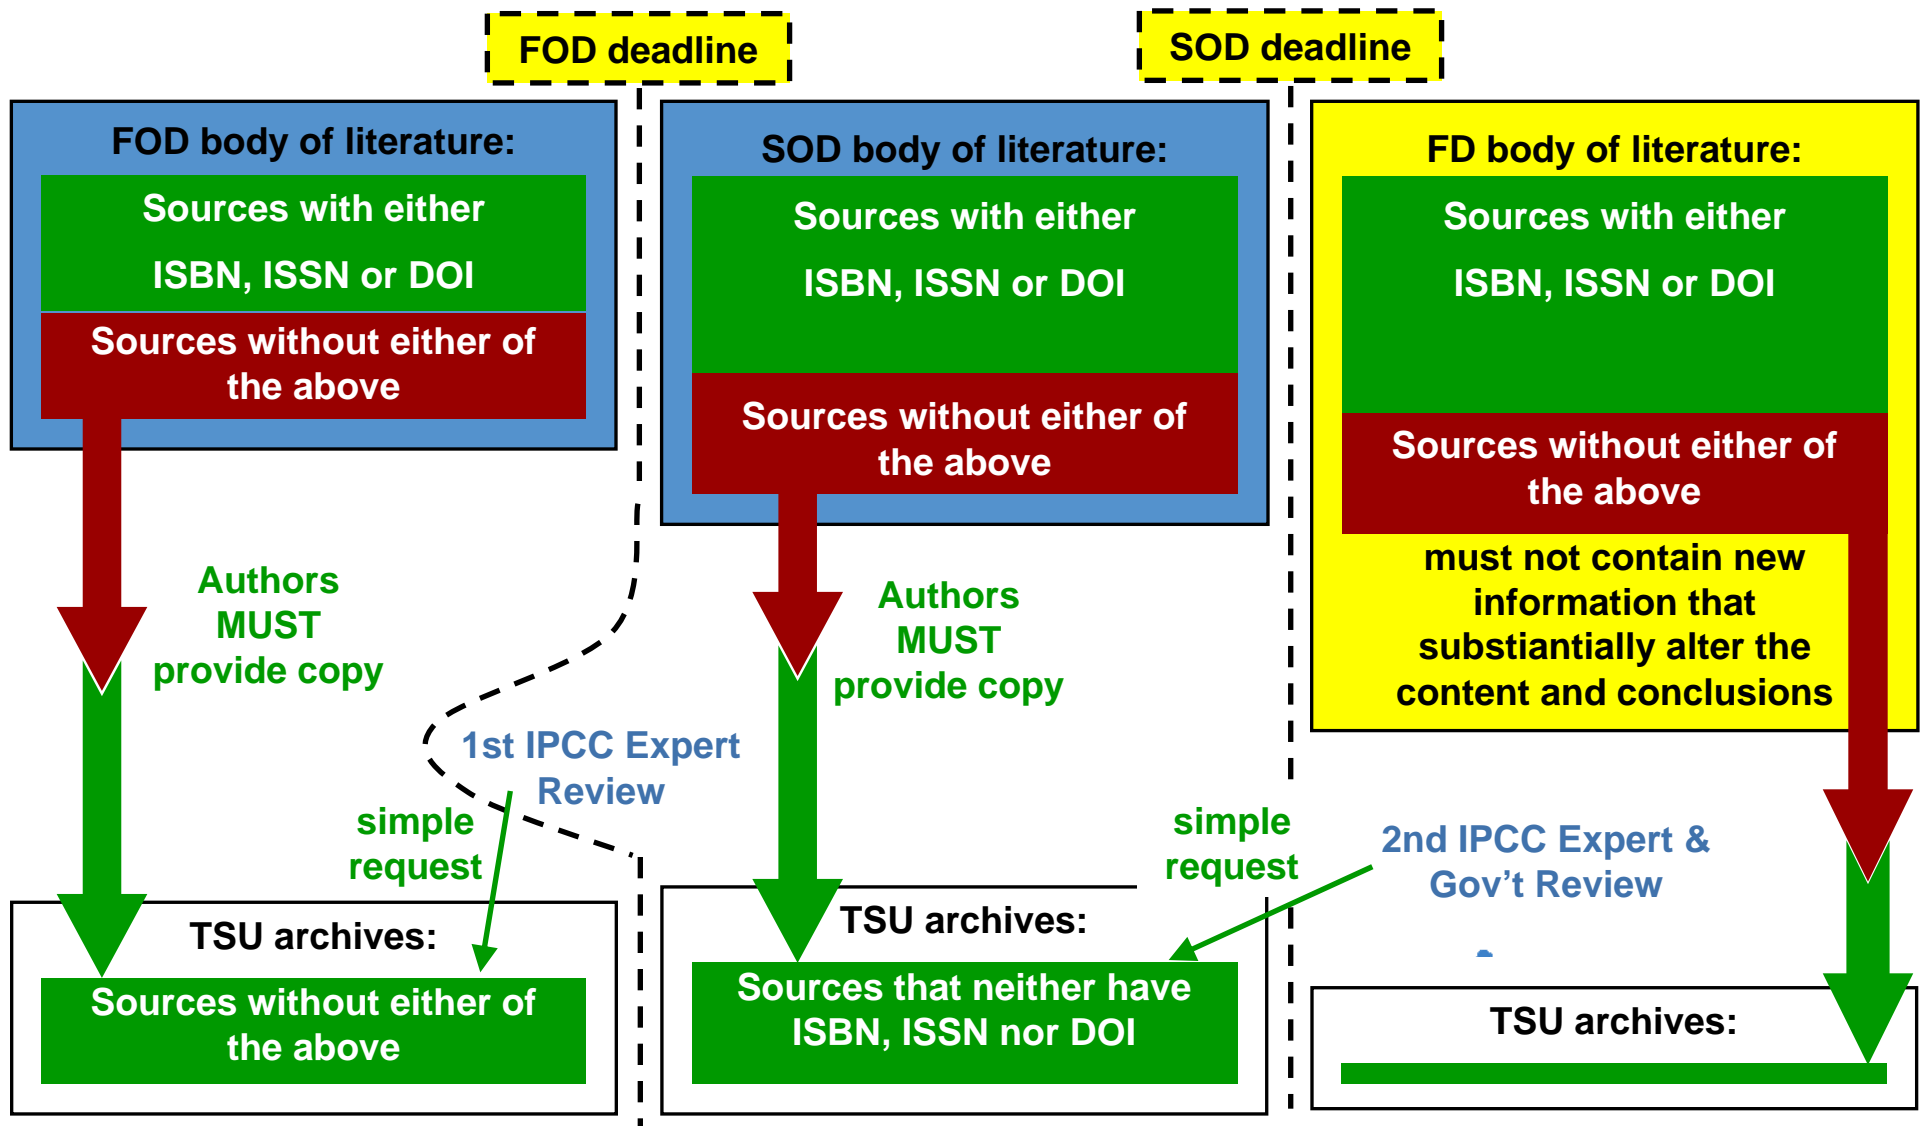 FOD deadline
SOD deadline
FOD body of literature:
Sources with either
ISBN, ISSN or DOI
Sources without either of
the above
Authors
MUST
provide copy
1st IPCC Expert
Review
simple
request
TSU archives:
Sources without either of
the above
SOD body of literature:
Sources with either
ISBN, ISSN or DOI
Sources without either of
the above
Authors
MUST
provide copy
simple
request
2nd IPCC Expert &
Gov't Review
TSU archives:
Sources that neither have
ISBN, ISSN nor DOI
FD body of literature:
Sources with either
ISBN, ISSN or DOI
Sources without either of
the above
must not contain new
information that
substiantially alter the
content and conclusions
TSU archives: